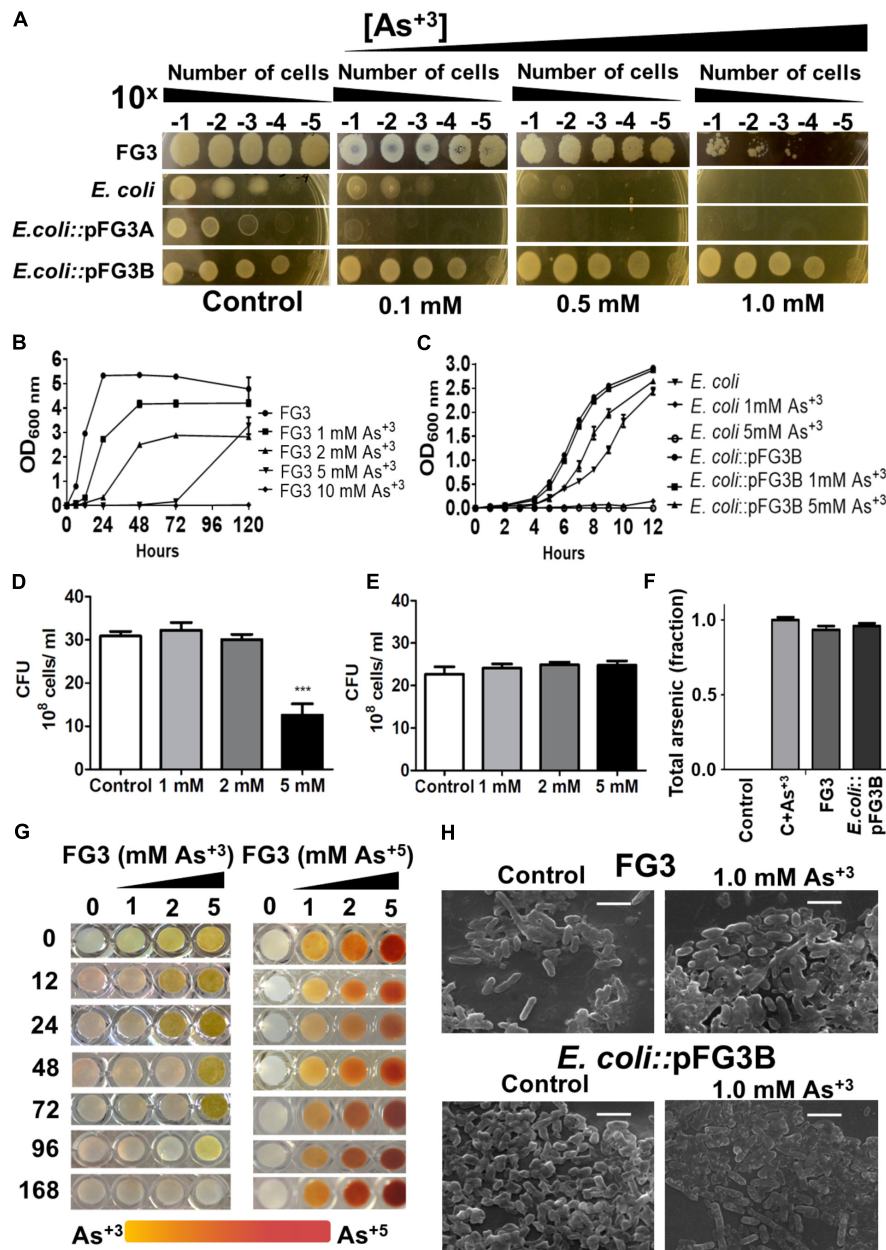 A
[As+3]
Number of cells Number of cells Number of cells Number of cells
10x
-1 -2 -3 -4 -5 -1 -2 -3 -4 -5 -1 -2 -3 -4 -5 -1 -2 -3 -4 -5
FG3
E. coli
E.coli::pFG3A
E.coli::pFG3B
Control 0.1 mM 0.5 mM 1.0 mM
B
OD600 nm
6
5
4
3
2
1
0
0 24 48 72 96 120
Hours
FG3
FG3 1 mM As+3
FG3 2 mM As+3
FG3 5 mM As+3
FG3 10 mM As+3
C
OD600 nm
3.0
2.5
2.0
1.5
1.0
0.5
0.0
0 2 4 6 8 10 12
Hours
E. coli
E. coli 1mM As+3
E. coli 5mM As+3
E. coli::pFG3B
E. coli::pFG3B 1mM As+3
E. coli::pFG3B 5mM As+3
D
CFU
10^8 cells/ ml
40
30
20
10
0
***
Control 1 mM 2 mM 5 mM
E
CFU
10^8 cells/ ml
40
30
20
10
0
Control 1 mM 2 mM 5 mM
F
Total arsenic (fraction)
1.0
0.5
0.0
Control
C+As+3
FG3
E.coli::
pFG3B
G
FG3 (mM As+3) FG3 (mM As+5)
0 1 2 5 0 1 2 5
0
12
24
48
72
96
168
As+3 As+5
H
FG3
Control 1.0 mM As+3
E. coli::pFG3B
Control 1.0 mM As+3